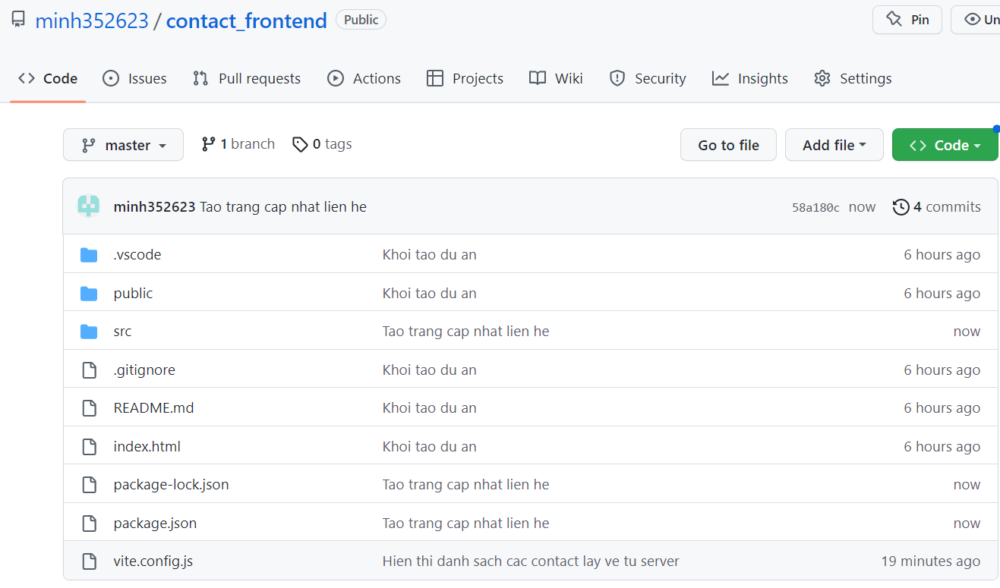 minh352623 / contact_frontend Public Pin Un
Code Issues Pull requests Actions Projects Wiki Security Insights Settings
master 1 branch 0 tags Go to file Add file Code
minh352623 Tao trang cap nhat lien he 58a180c now 4 commits
.vscode Khoi tao du an 6 hours ago
public Khoi tao du an 6 hours ago
src Tao trang cap nhat lien he now
.gitignore Khoi tao du an 6 hours ago
README.md Khoi tao du an 6 hours ago
index.html Khoi tao du an 6 hours ago
package-lock.json Tao trang cap nhat lien he now
package.json Tao trang cap nhat lien he now
vite.config.js Hien thi danh sach cac contact lay ve tu server 19 minutes ago